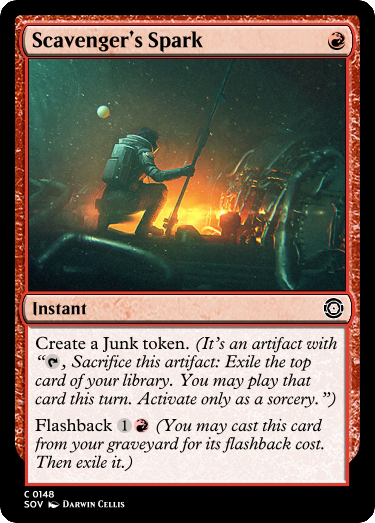 Scavenger's Spark
Instant
Create a Junk token. (It's an artifact with
“, Sacrifice this artifact: Exile the top
card of your library. You may play that
card this turn. Activate only as a sorcery.”)
Flashback 1 (You may cast this card
from your graveyard for its flashback cost.
Then exile it.)
C 0148
SOV Darwin Cellis